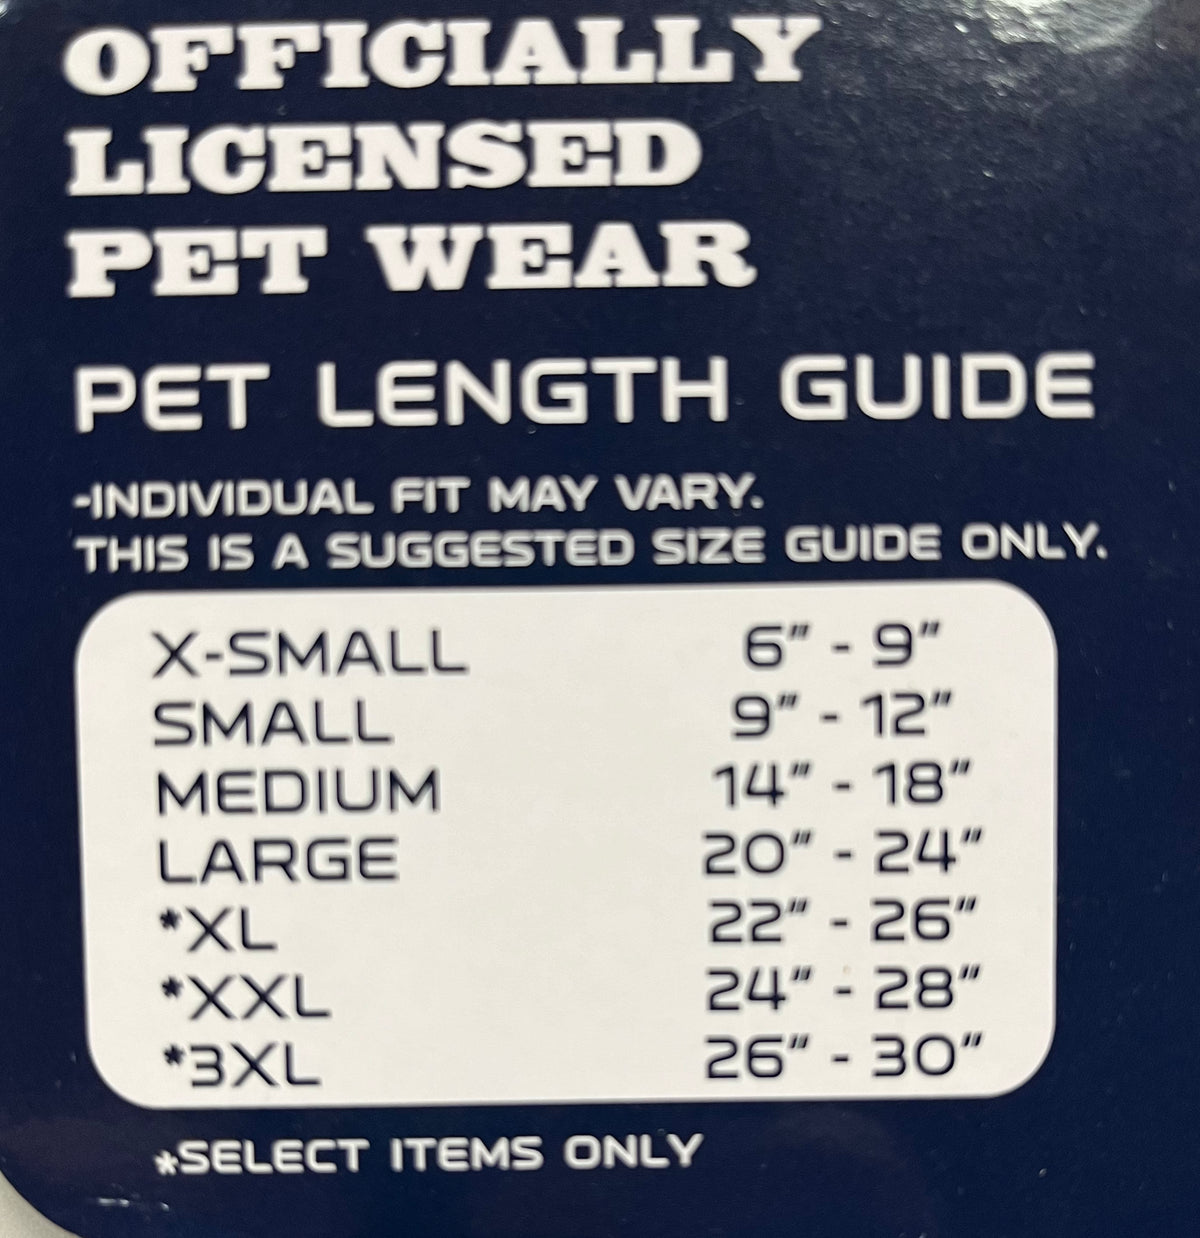 OFFICIALLY
LICENSED
PET WEAR
PET LENGTH GUIDE
-INDIVIDUAL FIT MAY VARY.
THIS IS A SUGGESTED SIZE GUIDE ONLY.
X-SMALL 6" - 9"
SMALL 9" - 12"
MEDIUM 14" - 18"
LARGE 20" - 24"
*XL 22" - 26"
*XXL 24" - 28"
*3XL 26" - 30"
*SELECT ITEMS ONLY